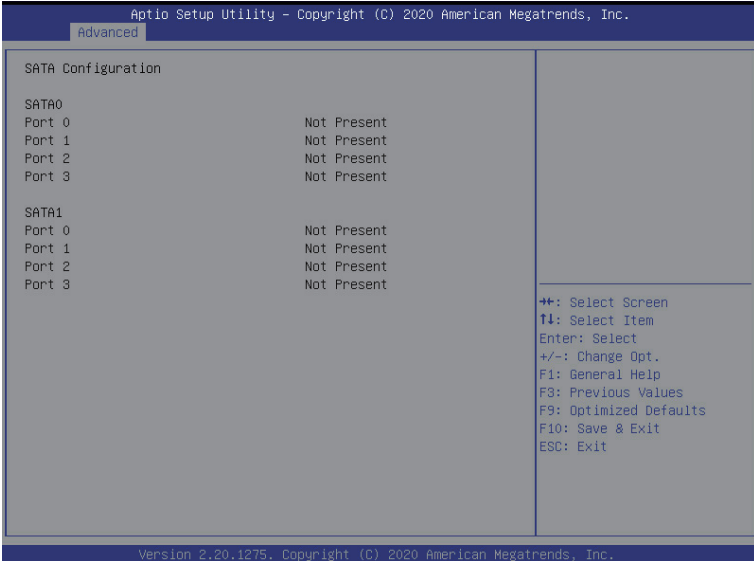 Aptio Setup Utility – Copyright (C) 2020 American Megatrends, Inc.
Advanced
SATA Configuration
SATA0
Port 0 Not Present
Port 1 Not Present
Port 2 Not Present
Port 3 Not Present
SATA1
Port 0 Not Present
Port 1 Not Present
Port 2 Not Present
Port 3 Not Present
→←: Select Screen
↑↓: Select Item
Enter: Select
+/-: Change Opt.
F1: General Help
F3: Previous Values
F9: Optimized Defaults
F10: Save & Exit
ESC: Exit
Version 2.20.1275. Copyright (C) 2020 American Megatrends, Inc.